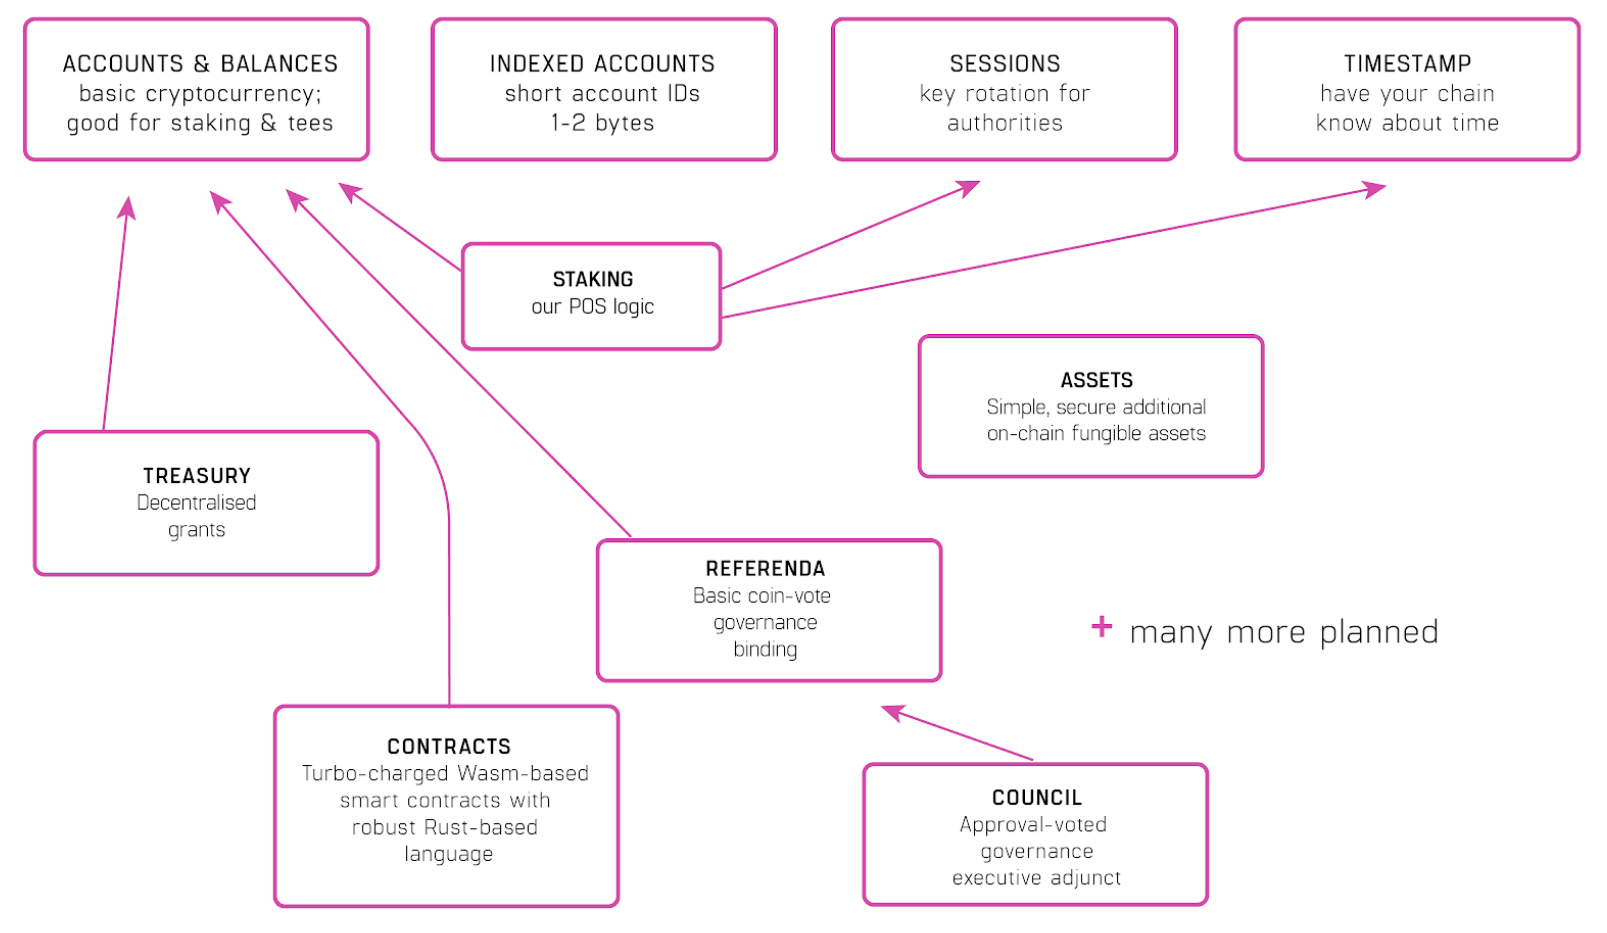 ACCOUNTS & BALANCES
basic cryptocurrency;
good for staking & tees
INDEXED ACCOUNTS
short account IDs
1-2 bytes
SESSIONS
key rotation for
authorities
TIMESTAMP
have your chain
know about time
STAKING
our POS logic
ASSETS
Simple, secure additional
on-chain fungible assets
TREASURY
Decentralised
grants
REFERENDA
Basic coin-vote
governance
binding
+ many more planned
CONTRACTS
Turbo-charged Wasm-based
smart contracts with
robust Rust-based
language
COUNCIL
Approval-voted
governance
executive adjunct